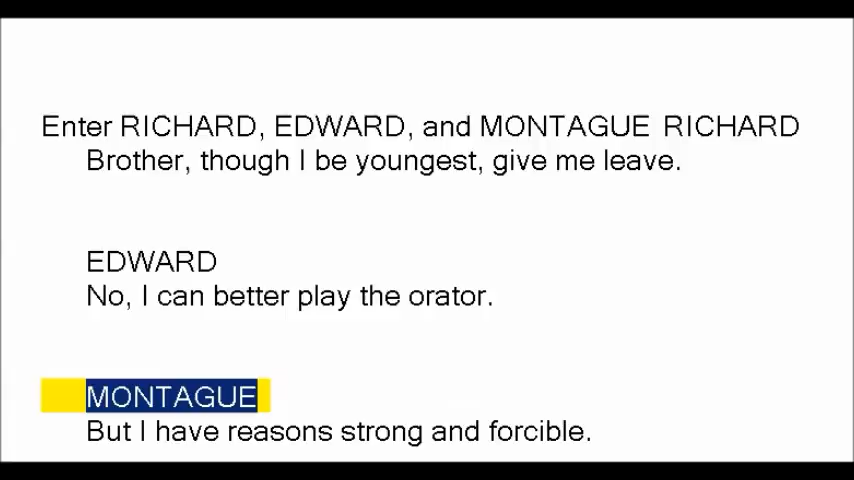 Enter RICHARD, EDWARD, and MONTAGUE RICHARD
Brother, though I be youngest, give me leave.
EDWARD
No, I can better play the orator.
MONTAGUE
But I have reasons strong and forcible.